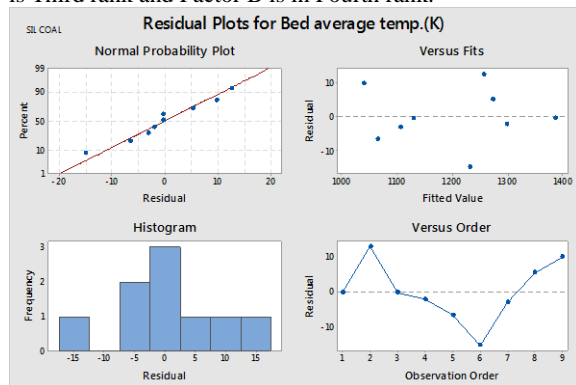 is Third rank and Factor B is in Fourth rank.
SIL COAL
Residual Plots for Bed average temp.(K)
Normal Probability Plot
Percent
99
90
50
10
1
-20
-10
0
10
20
Residual
Versus Fits
Residual
10
0
-10
1000
1100
1200
1300
1400
Fitted Value
Histogram
Frequency
3
2
1
0
-15
-10
-5
0
5
10
15
Residual
Versus Order
Residual
10
0
-10
1
2
3
4
5
6
7
8
9
Observation Order